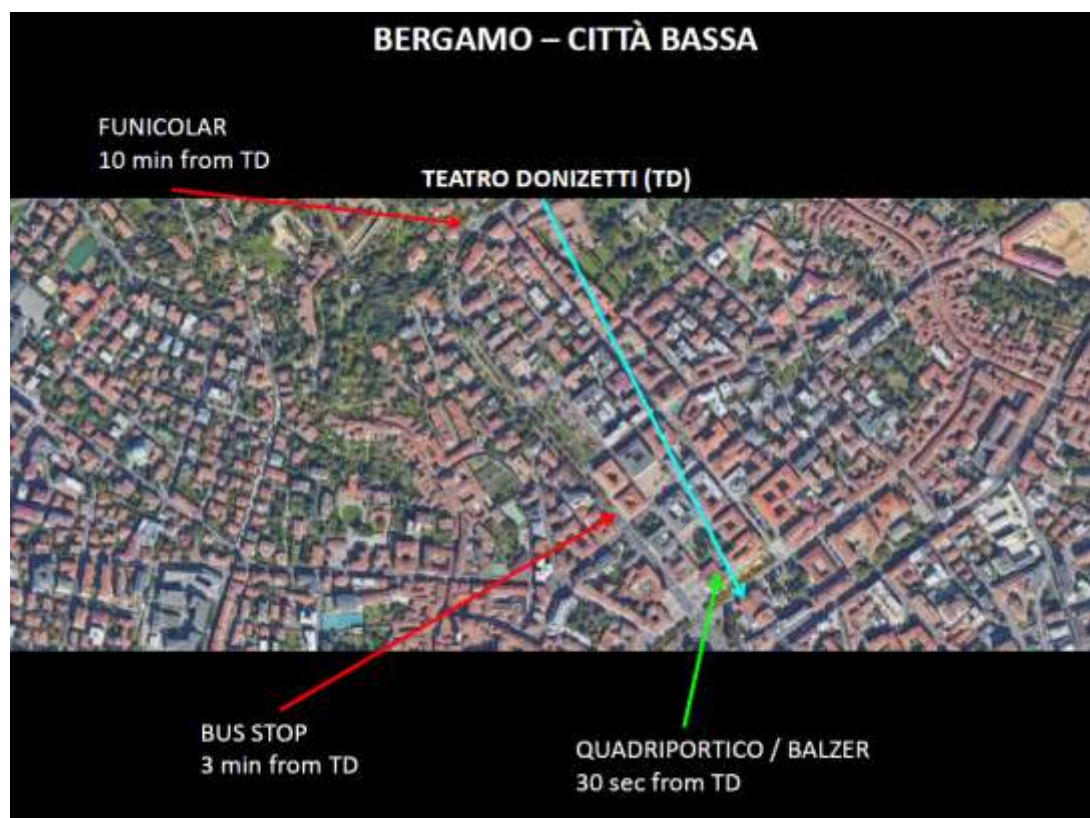 BERGAMO – CITTÀ BASSA
FUNICOLAR
10 min from TD
TEATRO DONIZETTI (TD)
BUS STOP
3 min from TD
QUADRIPORTICO / BALZER
30 sec from TD